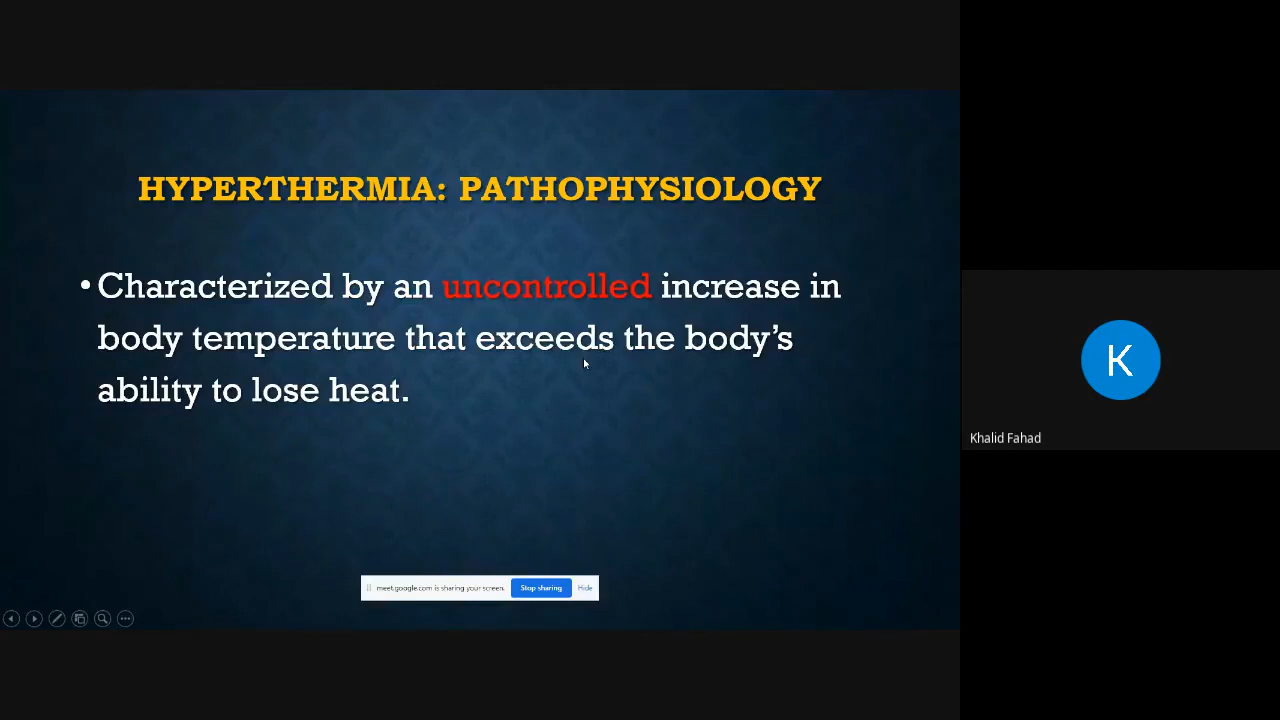 HYPERTHERMIA: PATHOPHYSIOLOGY
• Characterized by an uncontrolled increase in
body temperature that exceeds the body's
ability to lose heat.
meet.google.com is sharing your screen. Stop sharing Hide
K
Khalid Fahad